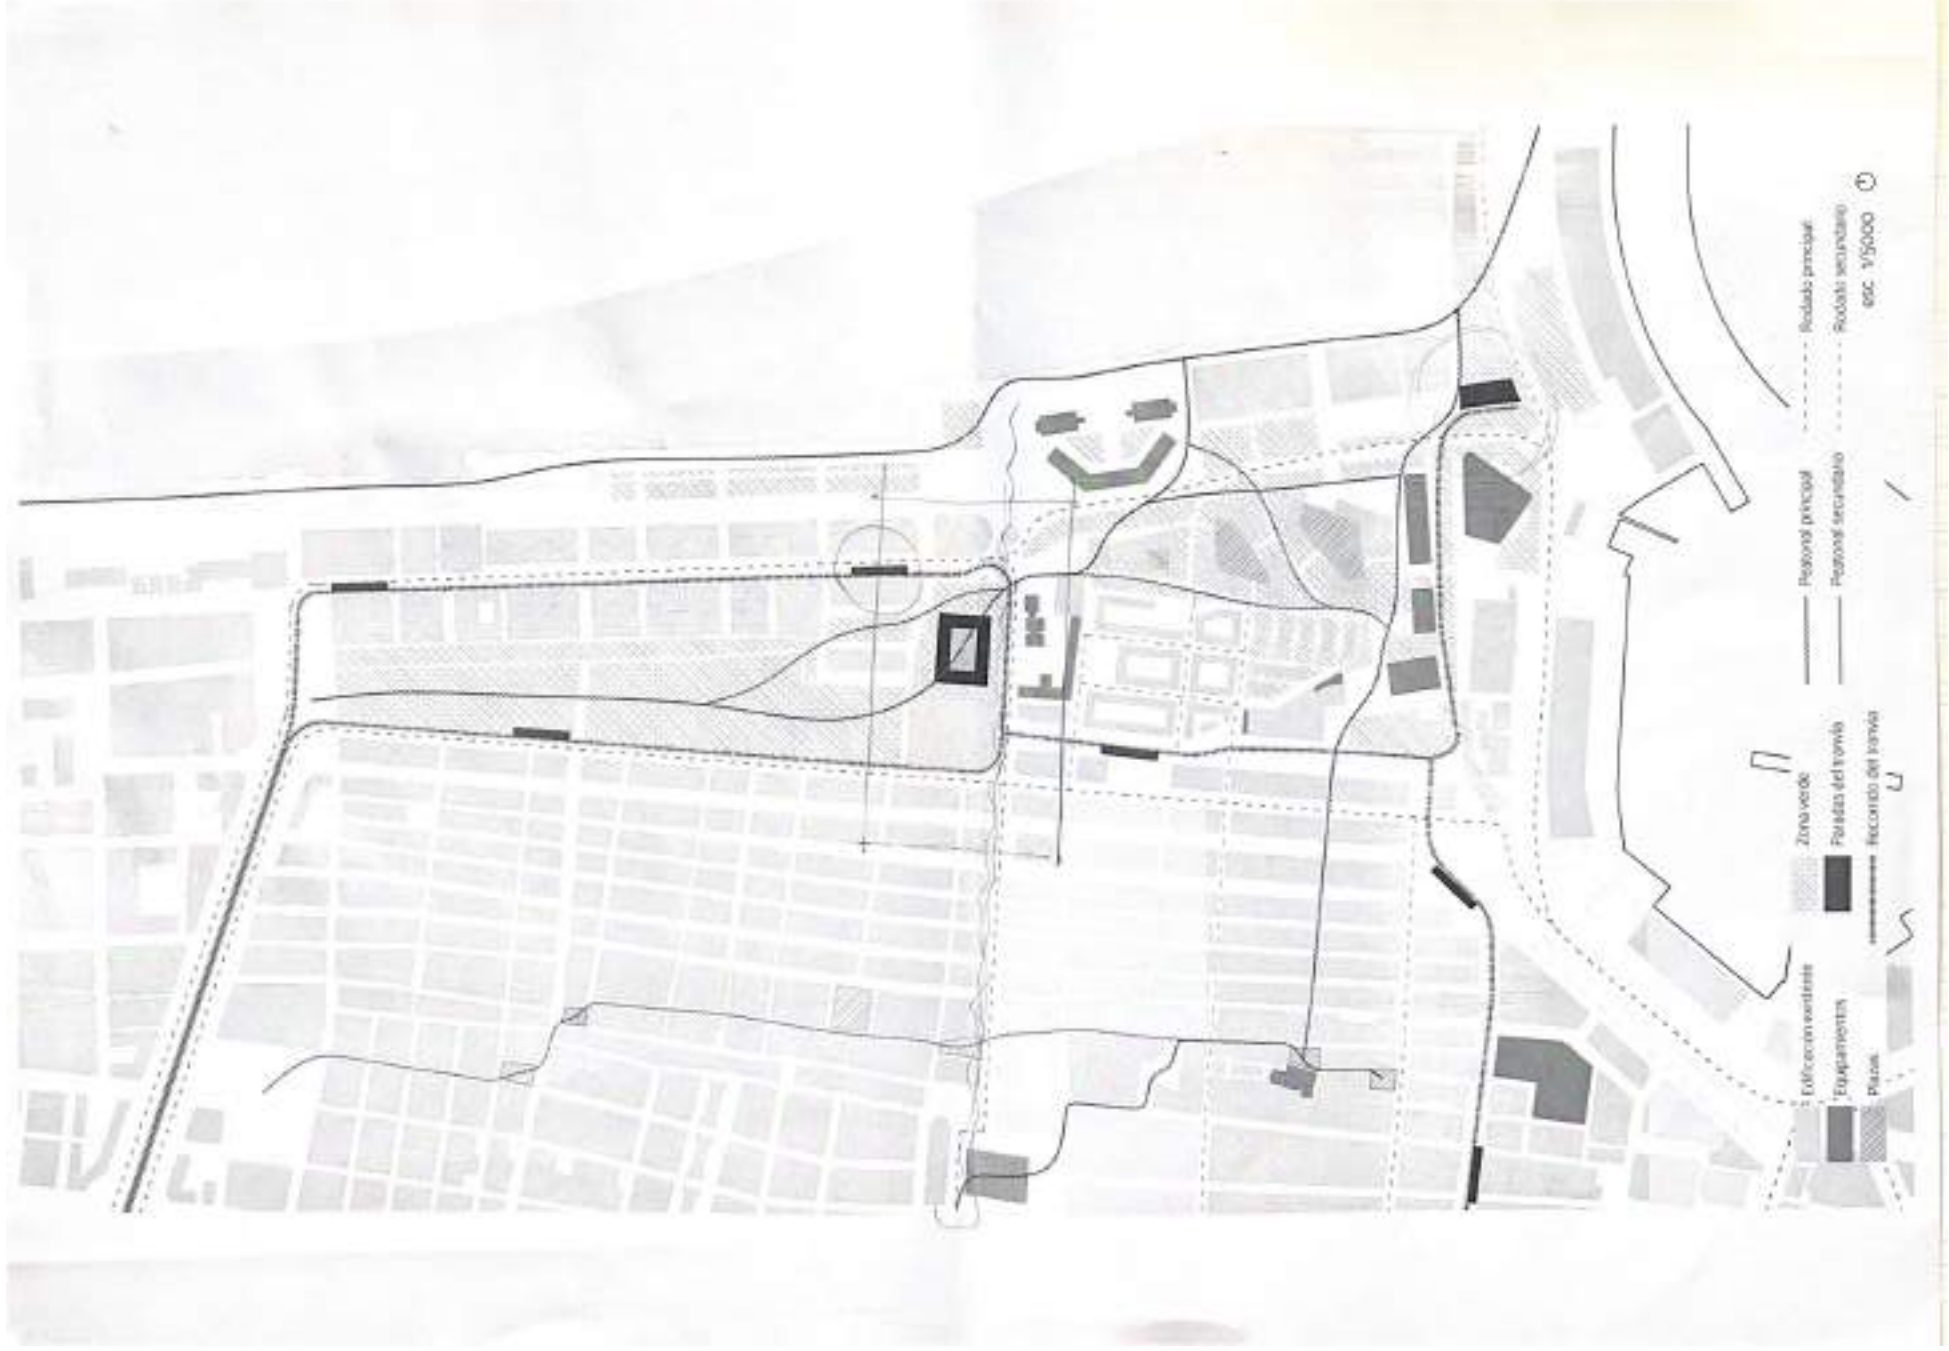 Edificación existente
Equipamientos
Plazas
Zona verde
Paradas del tranvía
Recorrido del tranvía
Peatonal principal
Peatonal secundario
Rodado principal
Rodado secundario
esc 1/5000